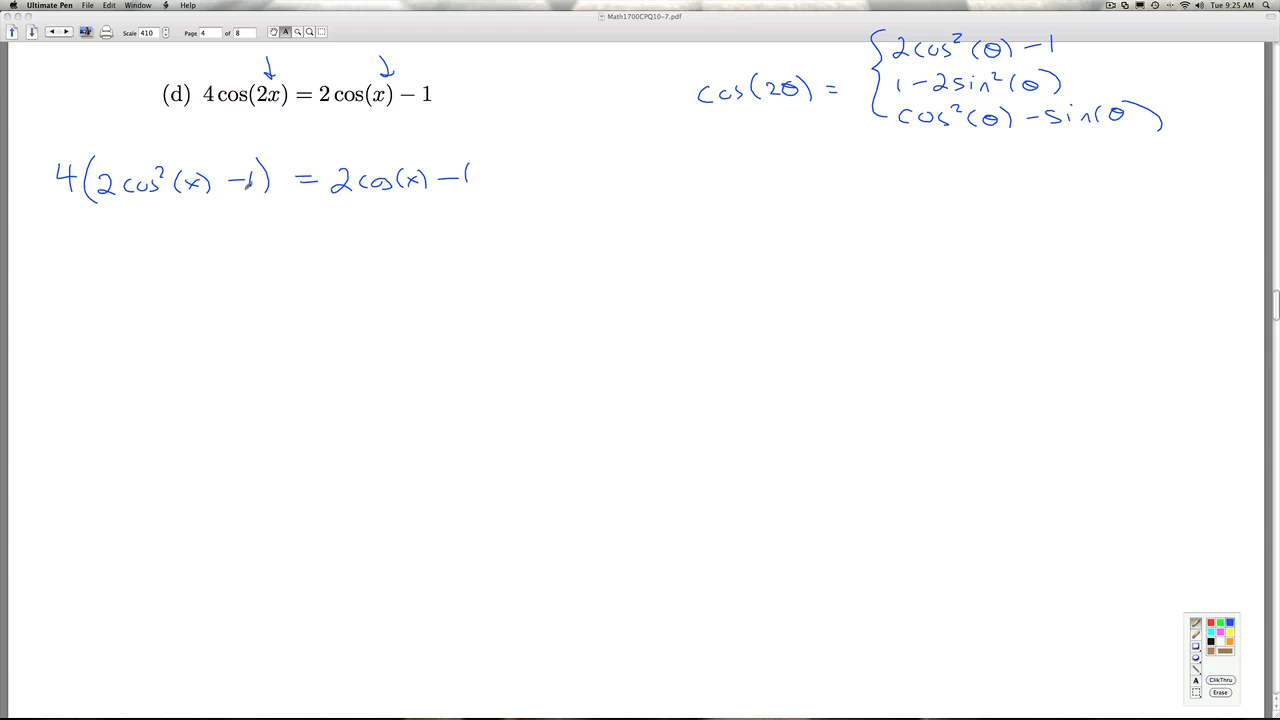 Ultimate Pen File Edit Window Help Tue 9:25 AM
Math1700CPQ10-7.pdf
Scale 410 Page 4 of 8
(d) 4 cos(2x) = 2 cos(x) − 1
cos(2θ) = { 2cos²(θ) − 1
1 − 2sin²(θ)
cos²(θ) − sin(θ)
4(2cos²(x) − 1) = 2cos(x) − 1
A
ClikThru
Erase